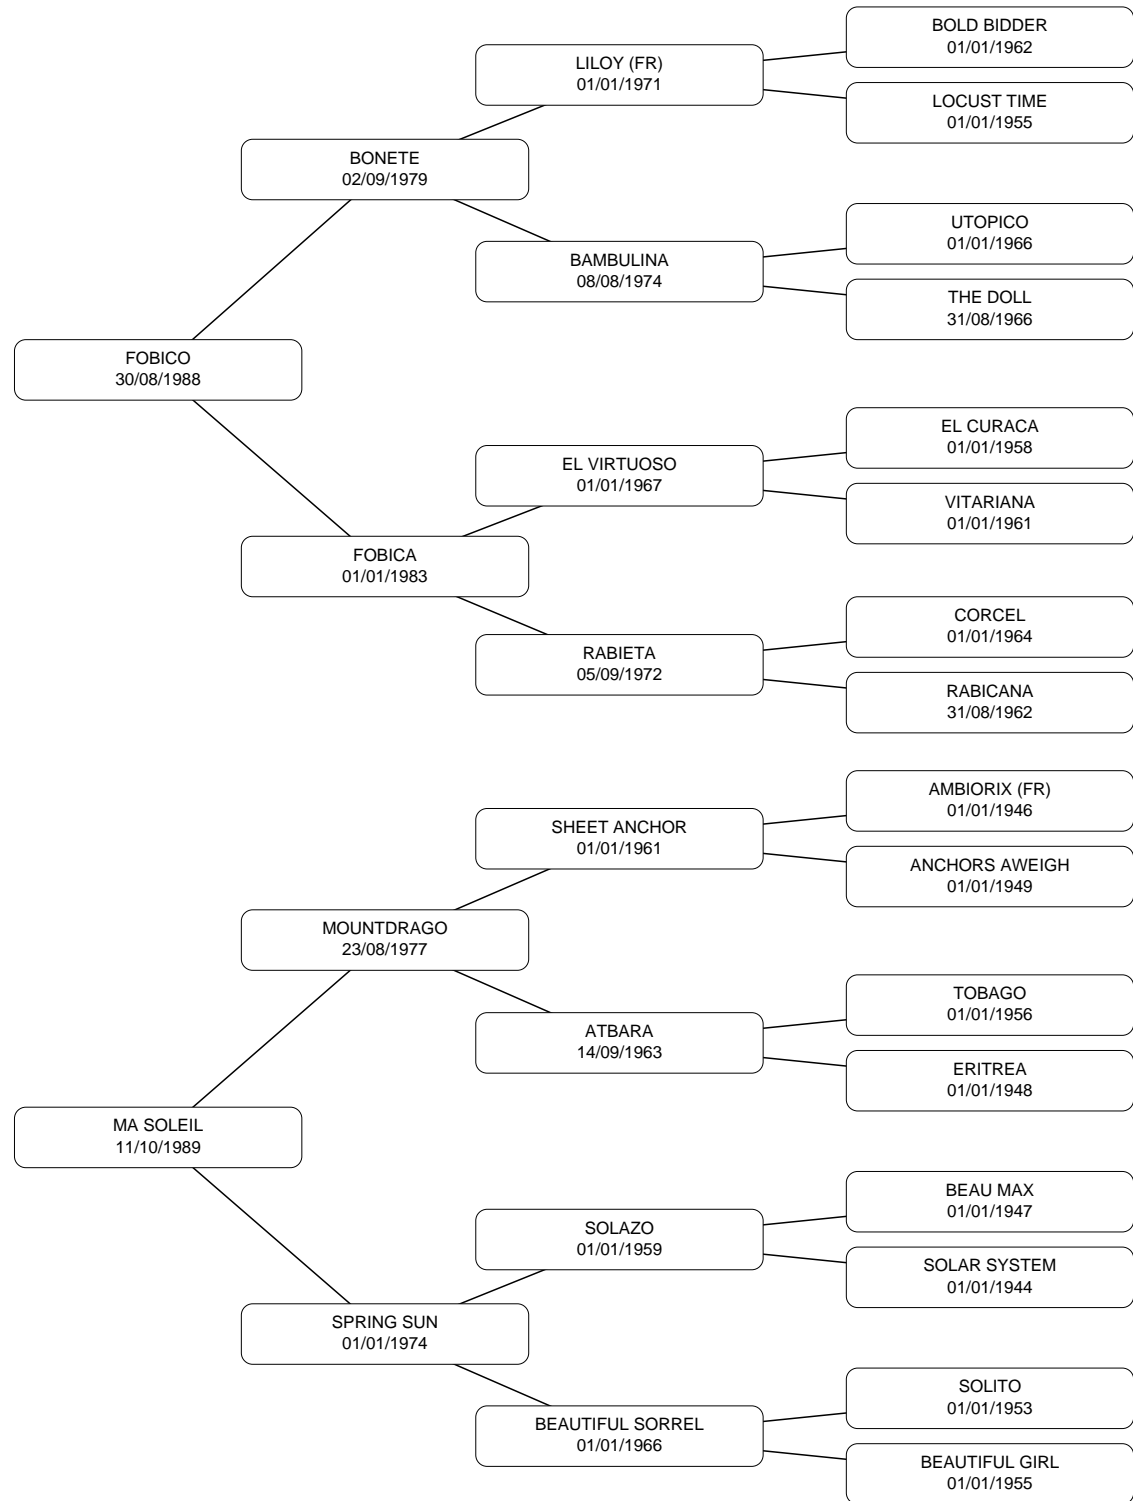 BOLD BIDDER
01/01/1962
LILOY (FR)
01/01/1971
LOCUST TIME
01/01/1955
BONETE
02/09/1979
UTOPICO
01/01/1966
BAMBULINA
08/08/1974
THE DOLL
31/08/1966
FOBICO
30/08/1988
EL CURACA
01/01/1958
EL VIRTUOSO
01/01/1967
VITARIANA
01/01/1961
FOBICA
01/01/1983
CORCEL
01/01/1964
RABIETA
05/09/1972
RABICANA
31/08/1962
AMBIORIX (FR)
01/01/1946
SHEET ANCHOR
01/01/1961
ANCHORS AWEIGH
01/01/1949
MOUNTDRAGO
23/08/1977
TOBAGO
01/01/1956
ATBARA
14/09/1963
ERITREA
01/01/1948
MA SOLEIL
11/10/1989
BEAU MAX
01/01/1947
SOLAZO
01/01/1959
SOLAR SYSTEM
01/01/1944
SPRING SUN
01/01/1974
SOLITO
01/01/1953
BEAUTIFUL SORREL
01/01/1966
BEAUTIFUL GIRL
01/01/1955